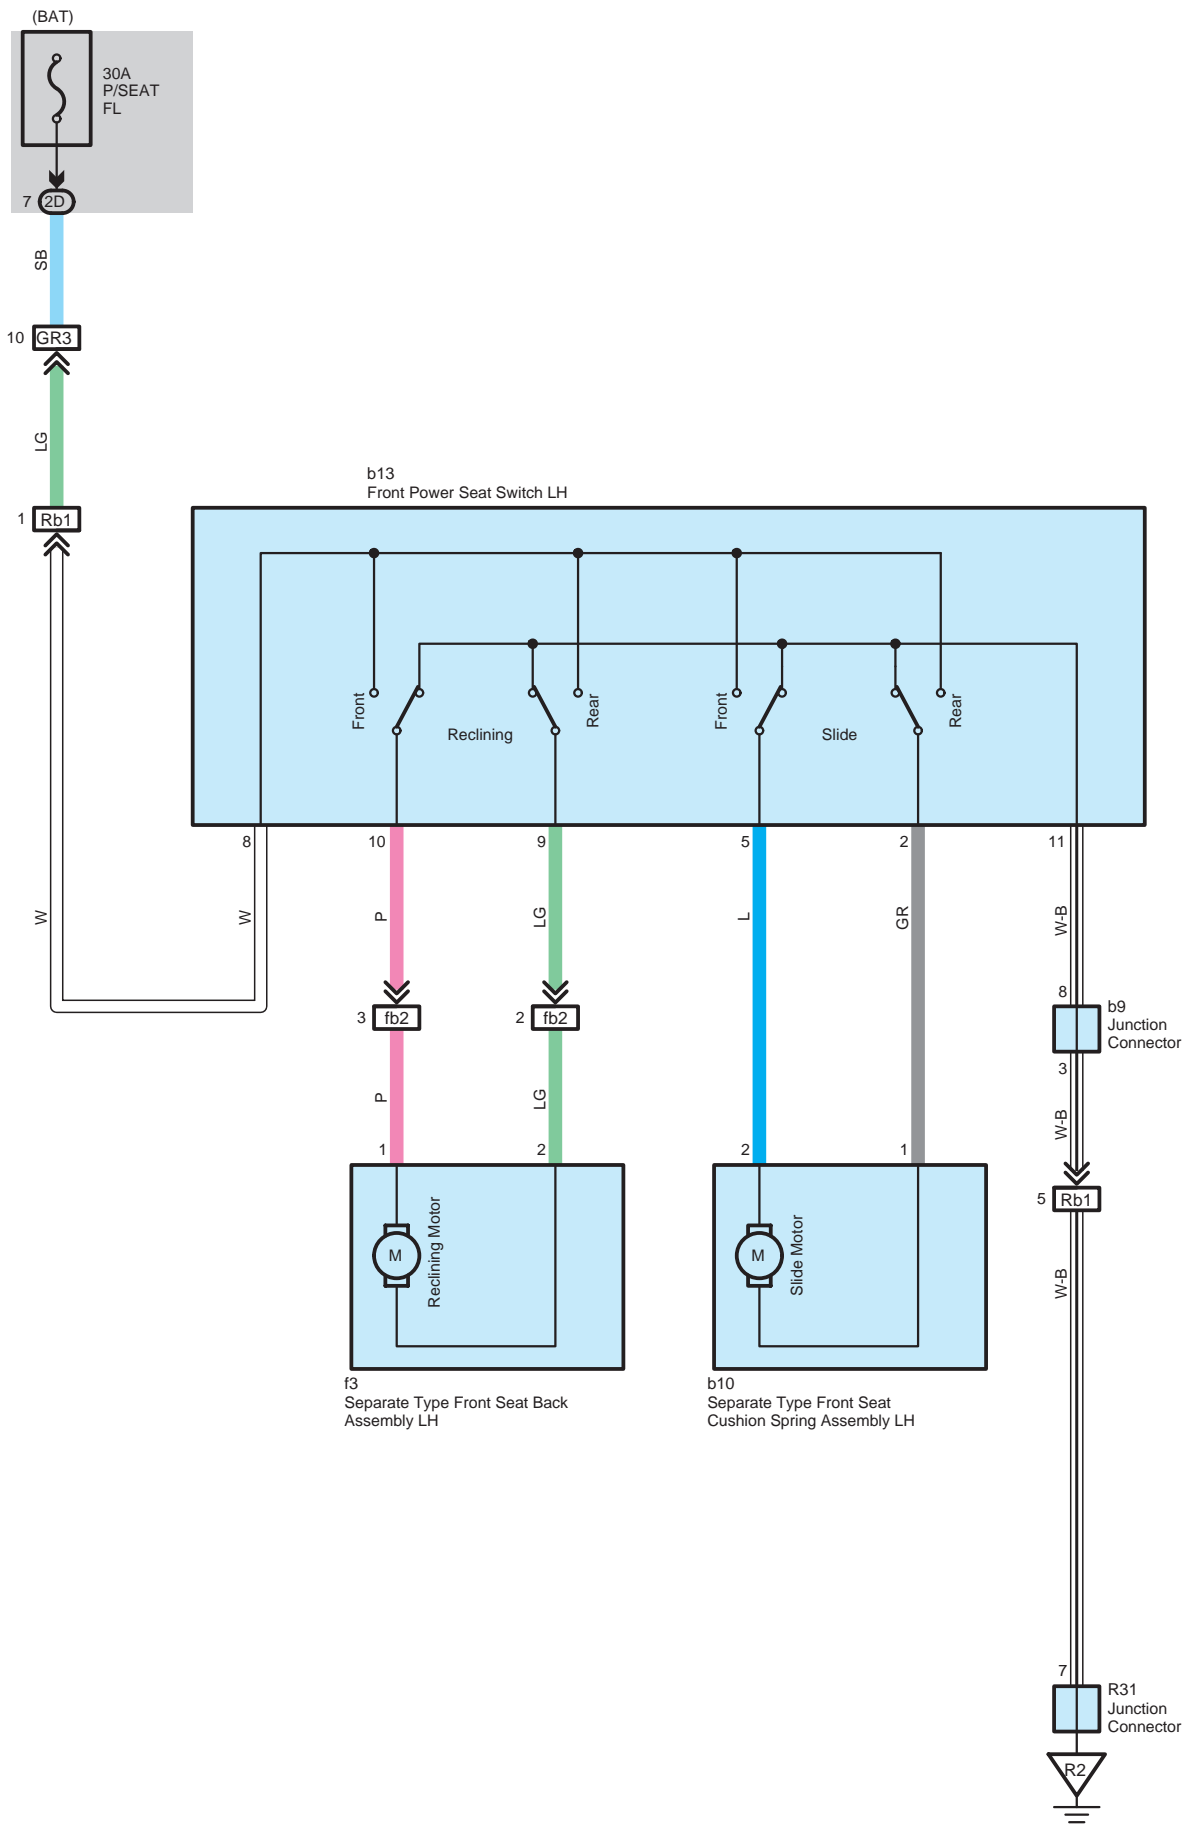 (BAT)
30A
P/SEAT
FL
7
2D
SB
10
GR3
LG
1
Rb1
b13
Front Power Seat Switch LH
Front
Reclining
Rear
Front
Slide
Rear
8
10
9
5
2
11
W
W
P
LG
L
GR
W-B
8
b9
Junction
Connector
3
fb2
2
fb2
3
P
LG
W-B
1
2
2
1
5
Rb1
M
Reclining Motor
M
Slide Motor
W-B
f3
Separate Type Front Seat Back
Assembly LH
b10
Separate Type Front Seat
Cushion Spring Assembly LH
7
R31
Junction
Connector
R2